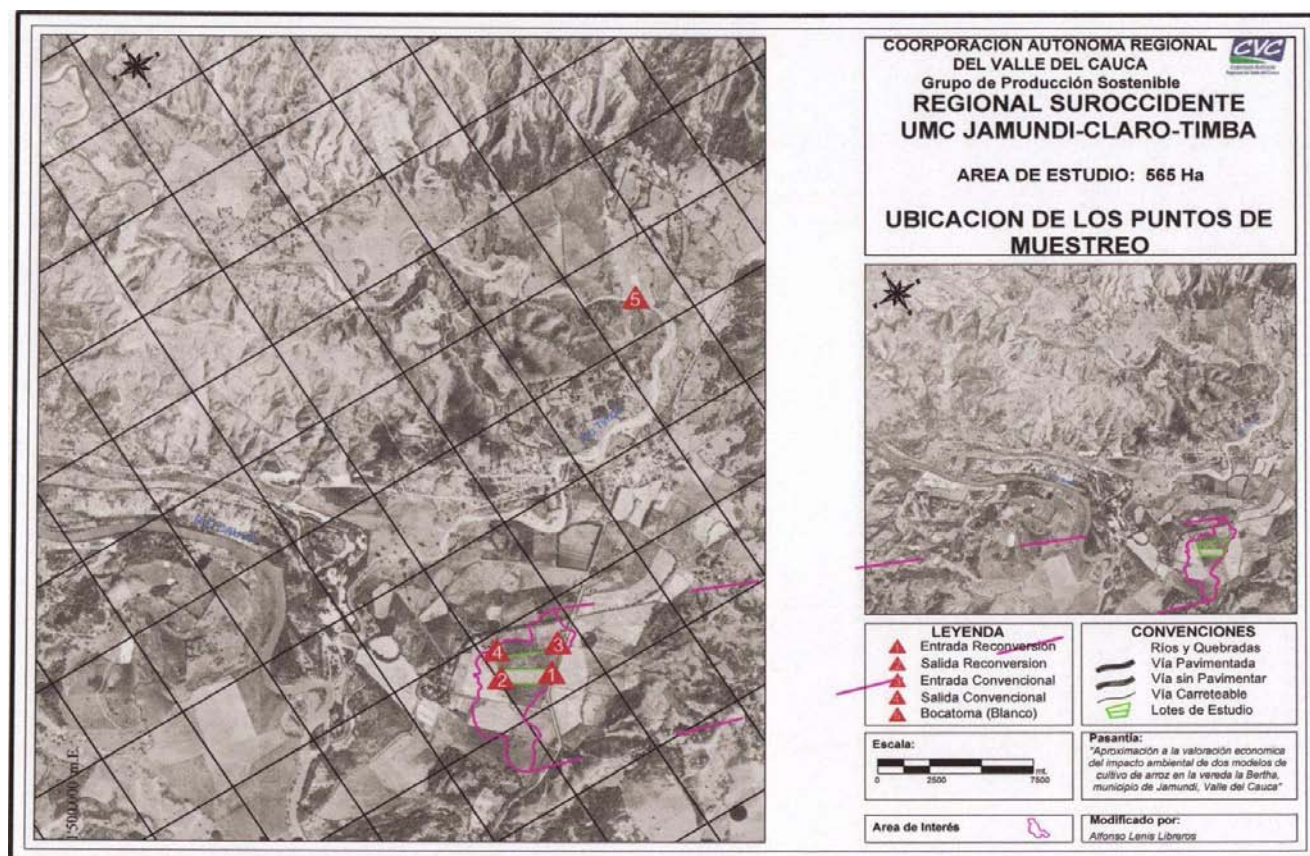 COORPORACION AUTONOMA REGIONAL
DEL VALLE DEL CAUCA
Grupo de Producción Sostenible
REGIONAL SUROCCIDENTE
UMC JAMUNDI-CLARO-TIMBA
AREA DE ESTUDIO: 565 Ha
UBICACION DE LOS PUNTOS DE
MUESTREO
CVC
5
4
3
2
1
LEYENDA
1 Entrada Reconversión
2 Salida Reconversion
3 Entrada Convencional
Salida Convencional
Bocatoma (Blanco)
CONVENCIONES
Ríos y Quebradas
Vía Pavimentada
Vía sin Pavimentar
Vía Carreteable
Lotes de Estudio
Escala:
0 2500 7500 mt.
Pasantía:
"Aproximación a la valoración economica
del impacto ambiental de dos modelos de
cultivo de arroz en la vereda la Bertha,
municipio de Jamundi, Valle del Cauca"
Area de Interés
Modificado por:
Alfonso Lenis Libreros